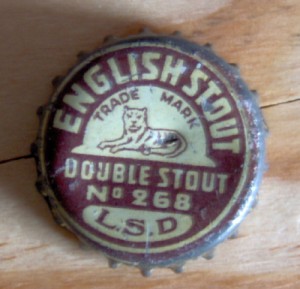 ENGLISH STOUT
TRADE MARK
DOUBLE STOUT
No 268
L.S.D